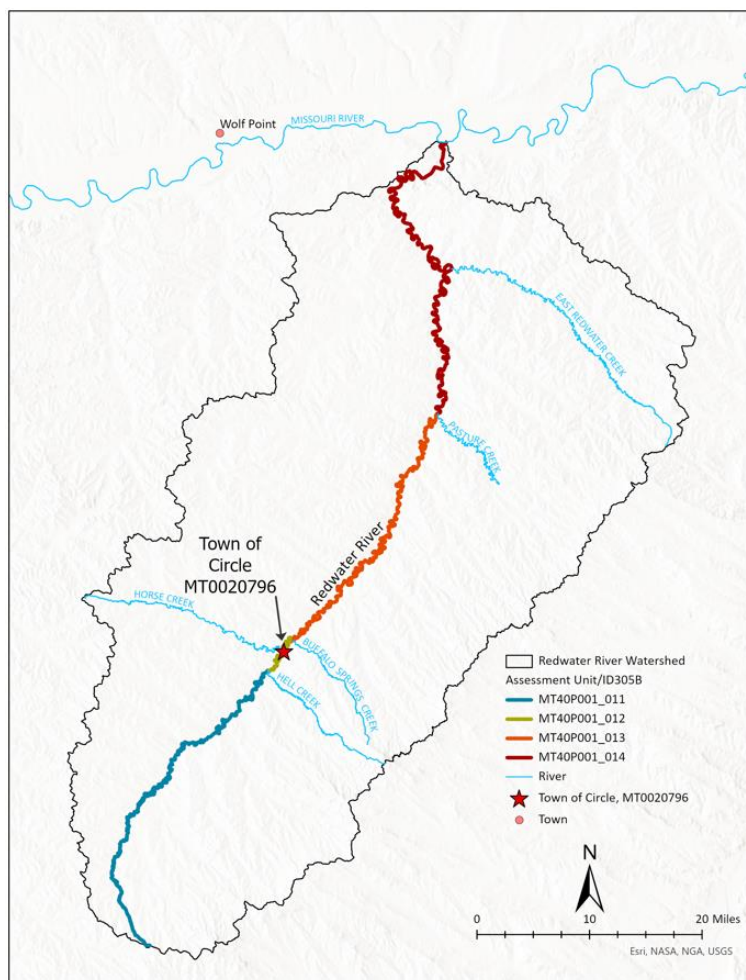 Wolf Point
MISSOURI RIVER
EAST REDWATER CREEK
PASTURE CREEK
Redwater River
Town of
Circle
MT0020796
HORSE CREEK
BUFFALO SPRINGS CREEK
HELL CREEK
Redwater River Watershed
Assessment Unit/ID305B
MT40P001_011
MT40P001_012
MT40P001_013
MT40P001_014
River
Town of Circle, MT0020796
Town
N
0 10 20 Miles
Esri, NASA, NGA, USGS